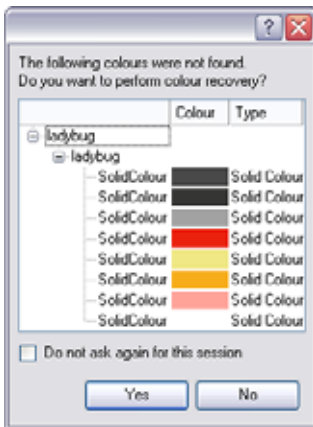 The following colours were not found.
Do you want to perform colour recovery?
Colour Type
ladybug
ladybug
SolidColour Solid Colour
SolidColour Solid Colour
SolidColour Solid Colour
SolidColour Solid Colour
SolidColour Solid Colour
SolidColour Solid Colour
SolidColour Solid Colour
SolidColour Solid Colour
Do not ask again for this session
Yes No